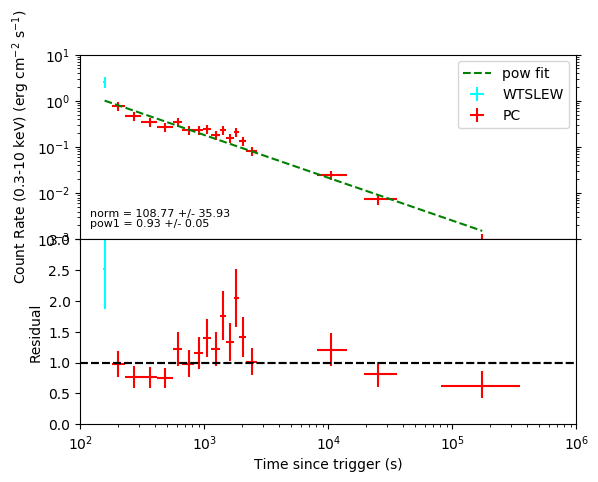 Count Rate (0.3-10 keV) (erg cm⁻² s⁻¹)
10¹
10⁰
10⁻¹
10⁻²
10⁻³
pow fit
WTSLEW
PC
norm = 108.77 +/- 35.93
pow1 = 0.93 +/- 0.05
Residual
3.0
2.5
2.0
1.5
1.0
0.5
0.0
10² 10³ 10⁴ 10⁵ 10⁶
Time since trigger (s)